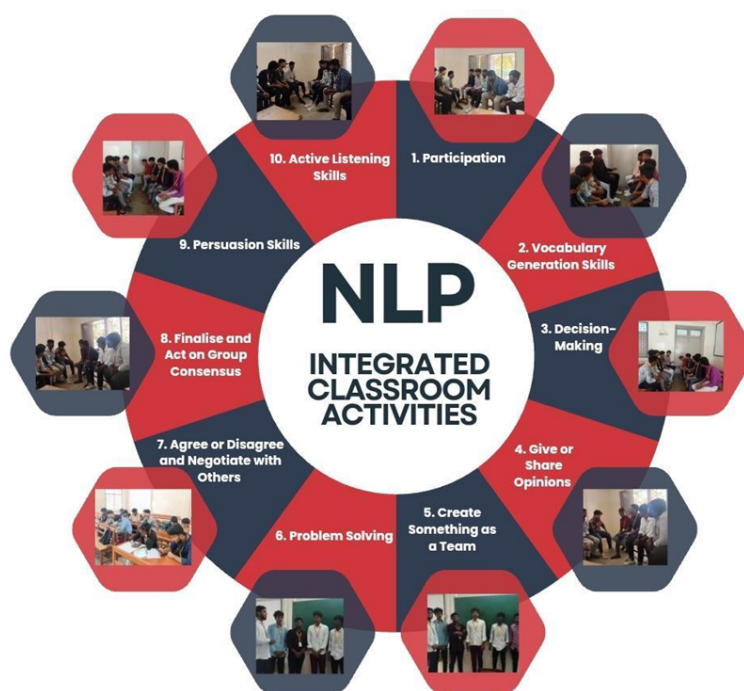 NLP
INTEGRATED
CLASSROOM
ACTIVITIES
1. Participation
2. Vocabulary
Generation Skills
3. Decision-
Making
4. Give or
Share
Opinions
5. Create
Something as
a Team
6. Problem Solving
7. Agree or Disagree
and Negotiate with
Others
8. Finalise and
Act on Group
Consensus
9. Persuasion Skills
10. Active Listening
Skills